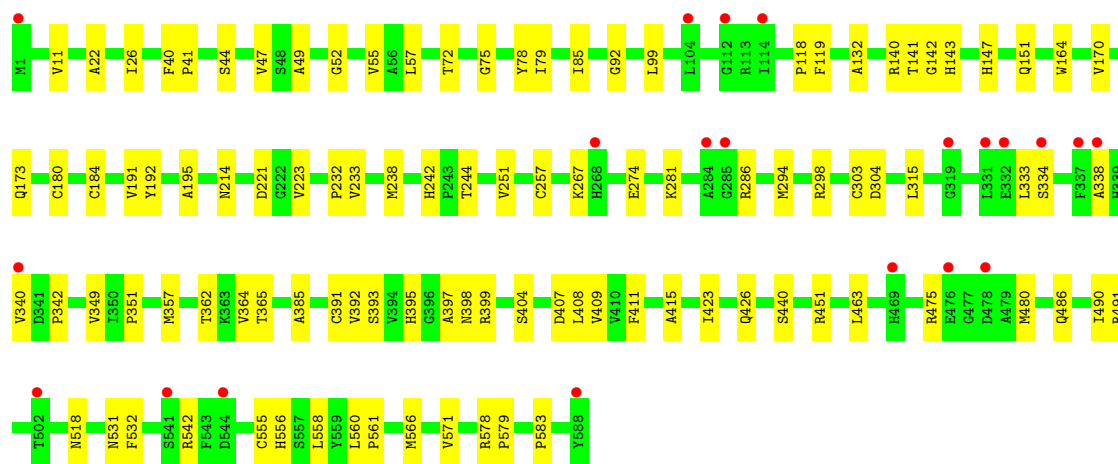 M1 V11 A22 I26 F40 P41 S44 V47 S48 A49 G52 V55 A56 L57 T72 G75 Y78 I79 I85 G92 L99 L104 G112 R113 I114 P118 F119 A132 R140 T141 G142 H143 H147 Q151 W164 V170
Q173 C180 C184 V191 Y192 A195 N214 D221 G222 V223 P232 V233 M238 H242 P243 T244 V251 C257 K267 H268 E274 K281 A284 G285 R286 M294 R298 C303 D304 L315 G319 L331 E332 L333 S334 F337 A338 H339
V340 D341 P342 V349 I350 P351 M357 T362 K363 V364 T365 A385 C391 V392 S393 V394 H395 G396 A397 N398 R399 S404 D407 L408 V409 V410 F411 A415 I423 Q426 S440 R451 L463 H469 R475 E476 G477 D478 A479 M480 Q486 I490
T502 N518 N531 F532 S541 R542 F543 D544 C555 H556 S557 L558 Y559 L560 P561 M566 V571 R578 P579 P583 Y588